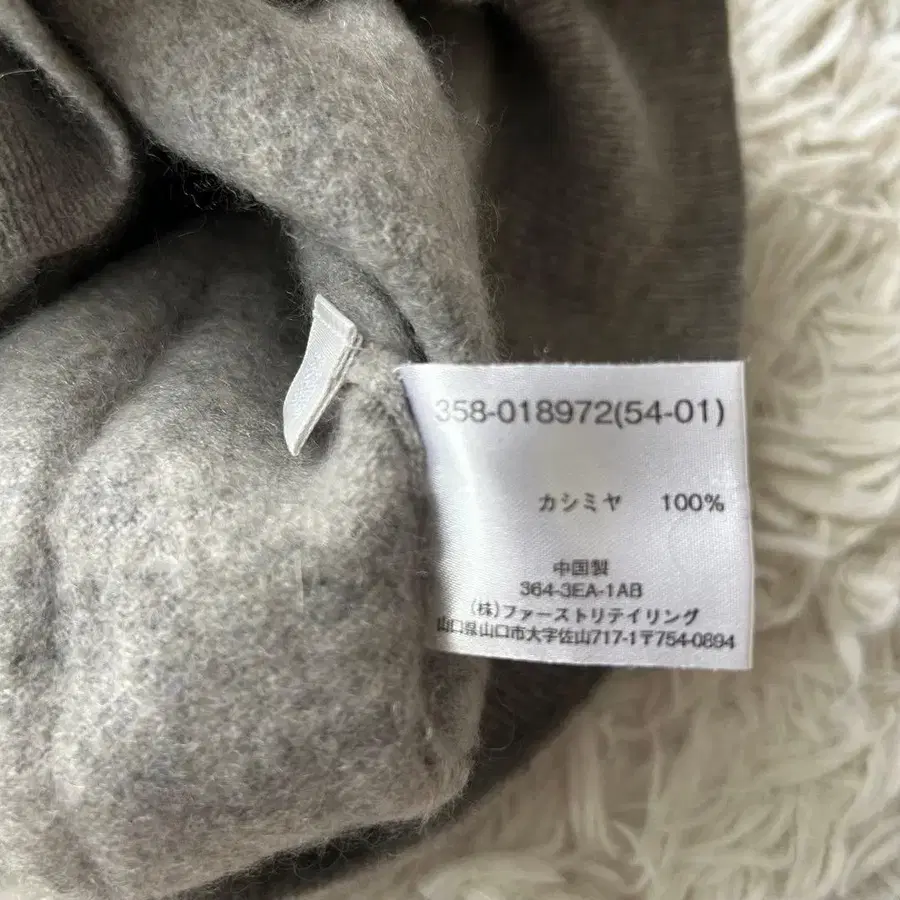 358-018972(54-01)
カシミヤ 100%
中国製
364-3EA-1AB
(株)ファーストリテイリング
山口県山口市大字佐山717-1〒754-0894